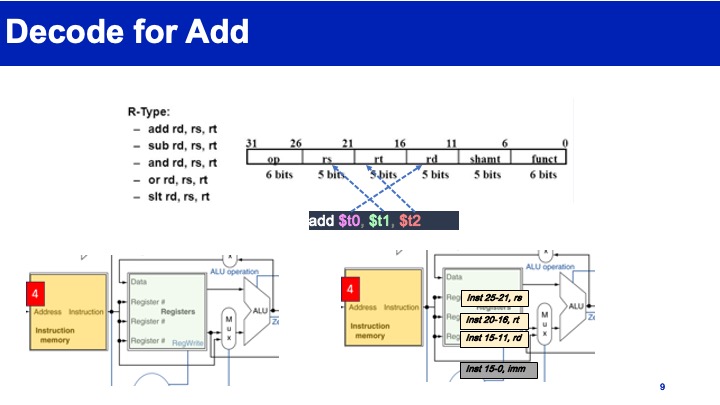 Decode for Add
R-Type:
– add rd, rs, rt
– sub rd, rs, rt
– and rd, rs, rt
– or rd, rs, rt
– slt rd, rs, rt
31 26 21 16 11 6 0
op rs rt rd shamt funct
6 bits 5 bits 5 bits 5 bits 5 bits 6 bits
add $t0, $t1, $t2
4
Address Instruction
Instruction
memory
Data
Register #
Registers
Register #
Register #
RegWrite
ALU operation
M
u
x
ALU
Ze
4
Address Instruction
Instruction
memory
Data
Reg
Reg
Reg
Inst 25-21, rs
Inst 20-16, rt
Inst 15-11, rd
Inst 15-0, imm
ALU operation
M
u
x
ALU
Ze
9